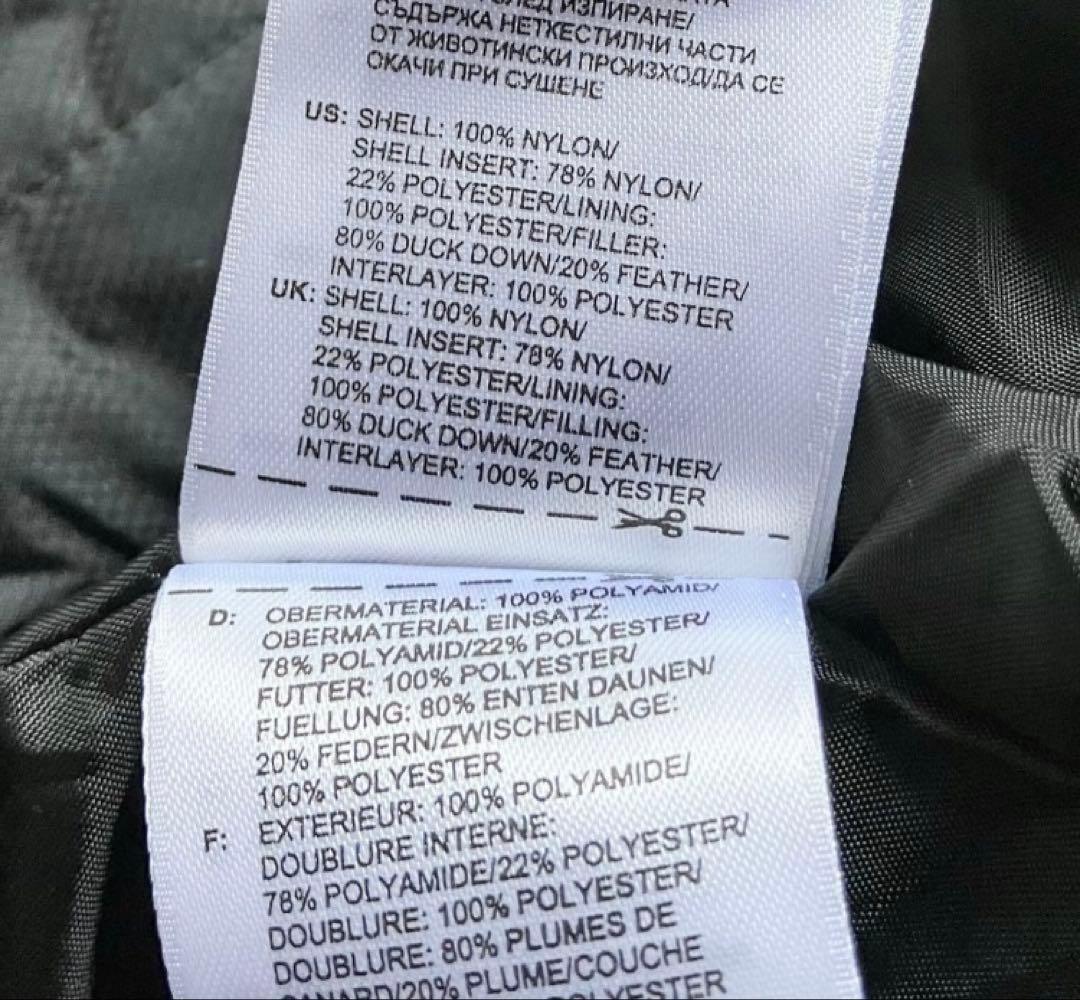 ИЗПИРАНЕ/
СЪДЪРЖА НЕТКЕСТИЛНИ ЧАСТИ
ОТ ЖИВОТИНСКИ ПРОИЗХОД/ДА СЕ
ОКАЧИ ПРИ СУШЕНЕ
US: SHELL: 100% NYLON/
SHELL INSERT: 78% NYLON/
22% POLYESTER/LINING:
100% POLYESTER/FILLER:
80% DUCK DOWN/20% FEATHER/
INTERLAYER: 100% POLYESTER
UK: SHELL: 100% NYLON/
SHELL INSERT: 78% NYLON/
22% POLYESTER/LINING:
100% POLYESTER/FILLING:
80% DUCK DOWN/20% FEATHER/
INTERLAYER: 100% POLYESTER
D: OBERMATERIAL: 100% POLYAMID/
OBERMATERIAL EINSATZ:
78% POLYAMID/22% POLYESTER/
FUTTER: 100% POLYESTER/
FUELLUNG: 80% ENTEN DAUNEN/
20% FEDERN/ZWISCHENLAGE:
100% POLYESTER
F: EXTERIEUR: 100% POLYAMIDE/
DOUBLURE INTERNE:
78% POLYAMIDE/22% POLYESTER/
DOUBLURE: 100% POLYESTER/
DOUBLURE: 80% PLUMES DE
CANARD/20% PLUME/COUCHE
POLYESTER